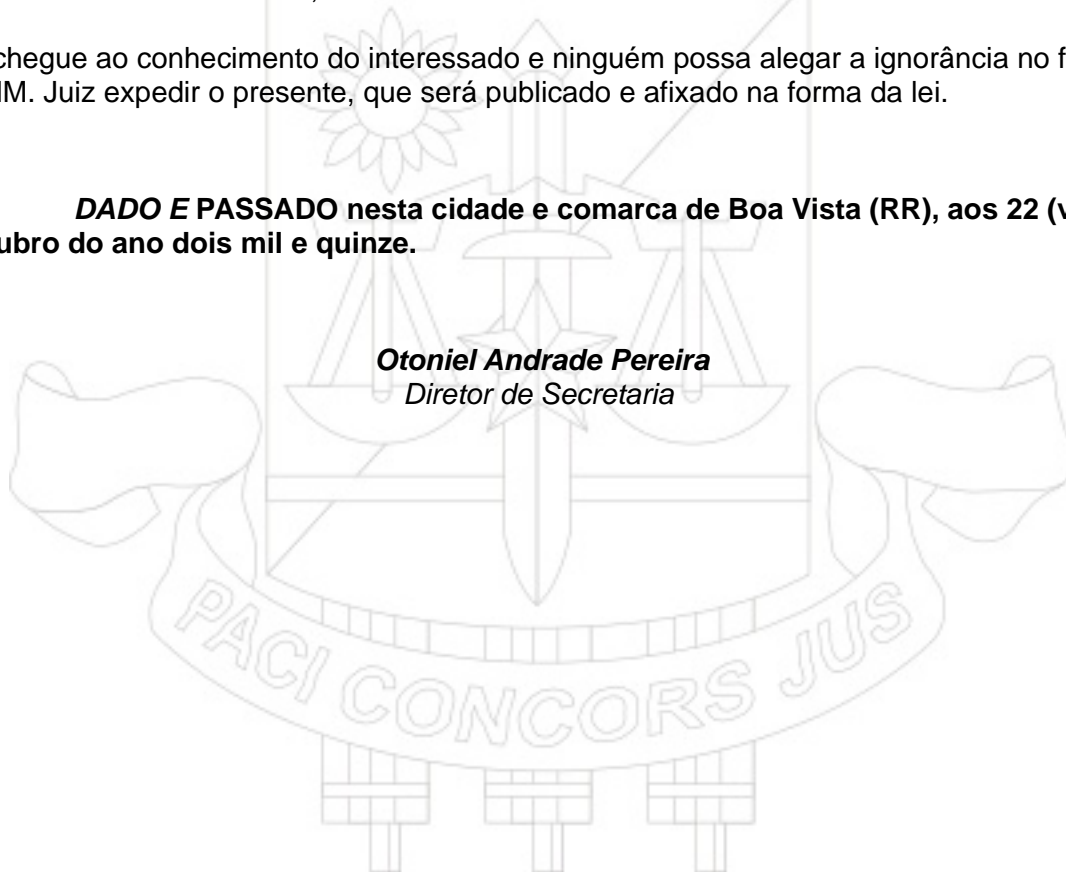 chegue ao conhecimento do interessado e ninguém possa alegar a ignorância no
M. Juiz expedir o presente, que será publicado e afixado na forma da lei.
DADO E PASSADO nesta cidade e comarca de Boa Vista (RR), aos 22
ubro do ano dois mil e quinze.
Otoniel Andrade Pereira
Diretor de Secretaria
PACI CONCORS JUS